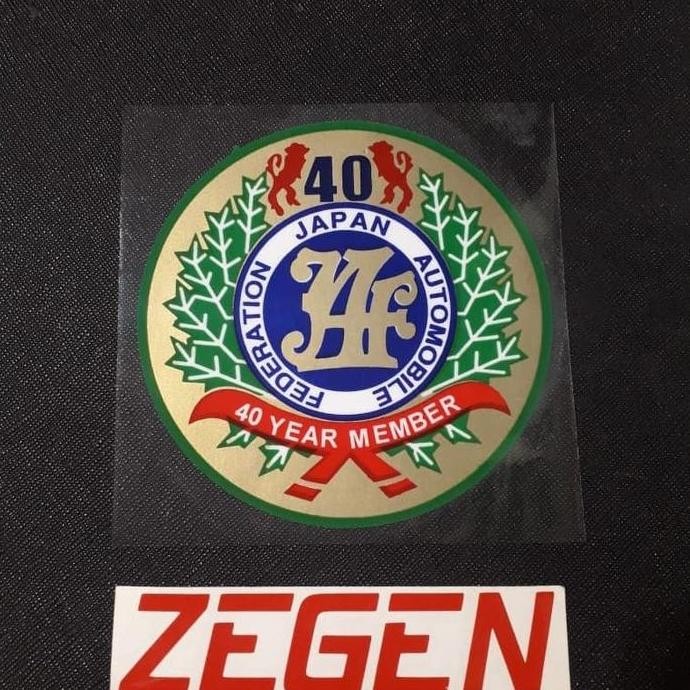 40
JAPAN AUTOMOBILE FEDERATION
JAF
40 YEAR MEMBER
ZEGEN